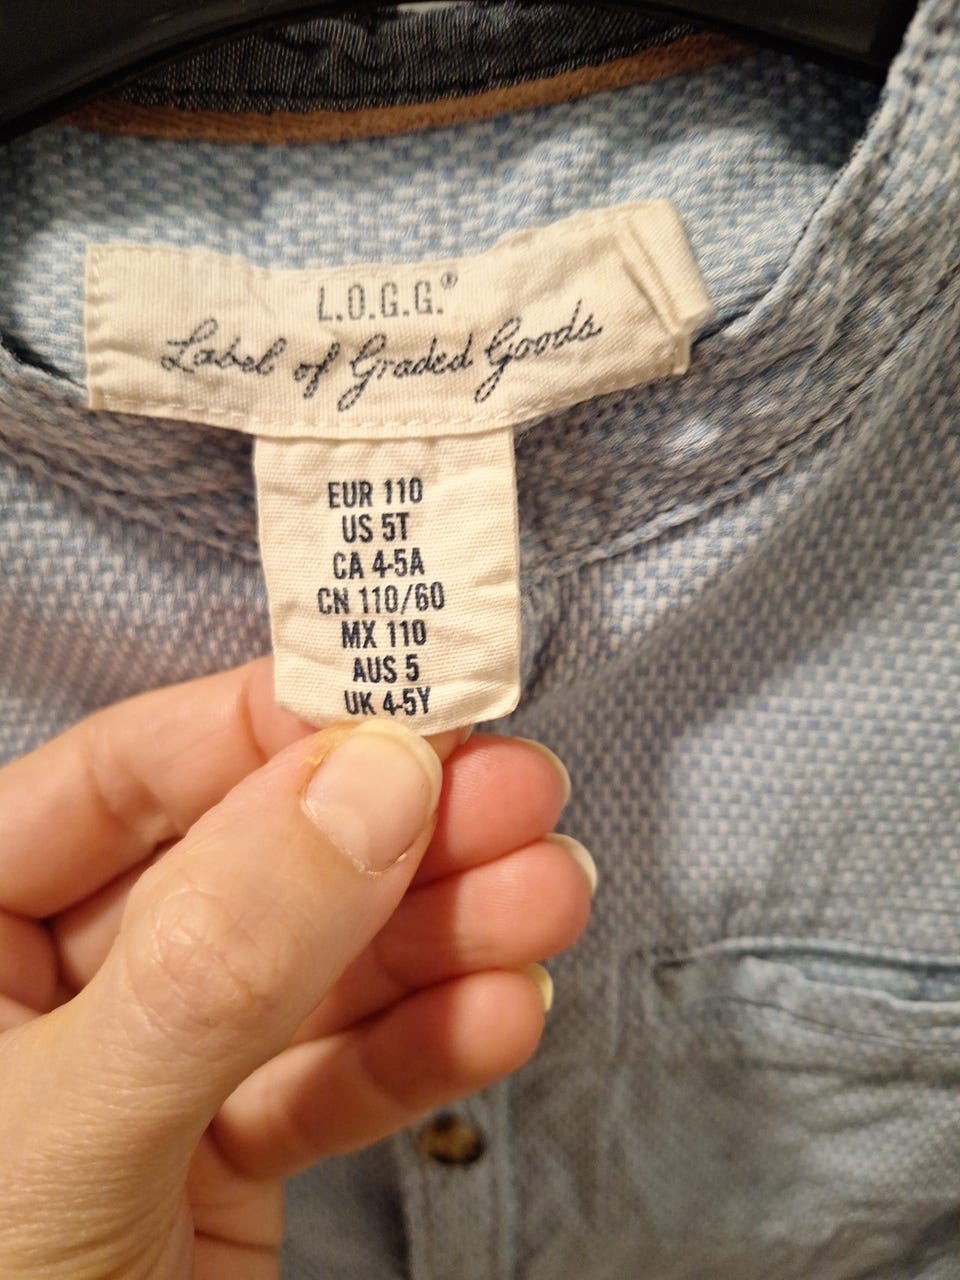 L.O.G.G.®
Label of Graded Goods
EUR 110
US 5T
CA 4-5A
CN 110/60
MX 110
AUS 5
UK 4-5Y